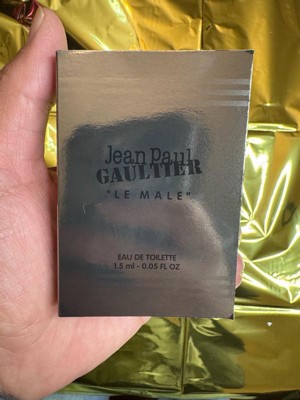 Jean Paul
GAULTIER
"LE MALE"
EAU DE TOILETTE
1.5 ml - 0.05 FL OZ